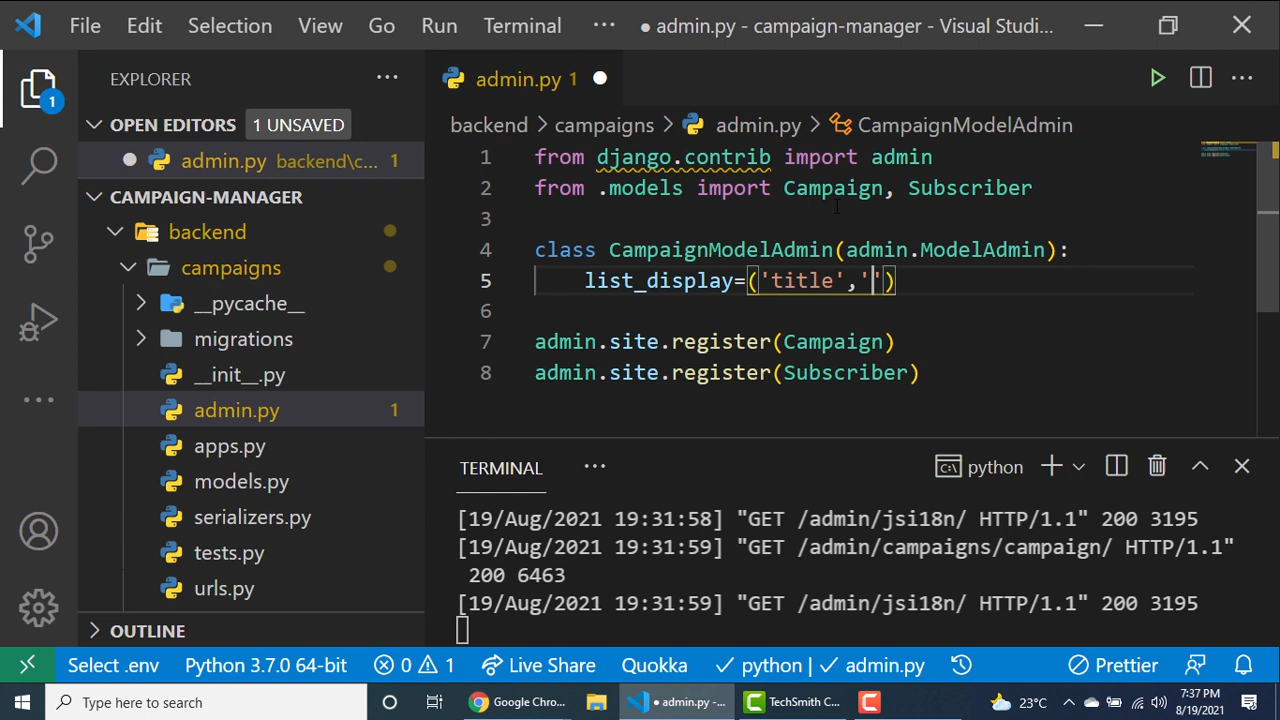 File Edit Selection View Go Run Terminal ··· ● admin.py - campaign-manager - Visual Studi...
EXPLORER ···
OPEN EDITORS 1 UNSAVED
● admin.py backend\c... 1
CAMPAIGN-MANAGER
backend
campaigns
__pycache__
migrations
__init__.py
admin.py 1
apps.py
models.py
serializers.py
tests.py
urls.py
OUTLINE
1
admin.py 1 ●
backend > campaigns > admin.py > CampaignModelAdmin
1 from django.contrib import admin
2 from .models import Campaign, Subscriber
3
4 class CampaignModelAdmin(admin.ModelAdmin):
5 list_display=('title','')
6
7 admin.site.register(Campaign)
8 admin.site.register(Subscriber)
TERMINAL ··· python
[19/Aug/2021 19:31:58] "GET /admin/jsi18n/ HTTP/1.1" 200 3195
[19/Aug/2021 19:31:59] "GET /admin/campaigns/campaign/ HTTP/1.1"
200 6463
[19/Aug/2021 19:31:59] "GET /admin/jsi18n/ HTTP/1.1" 200 3195
Select .env Python 3.7.0 64-bit 0 1 Live Share Quokka ✓ python | ✓ admin.py Prettier
Type here to search Google Chro... ● admin.py -... TechSmith C... 23°C 7:37 PM
8/19/2021